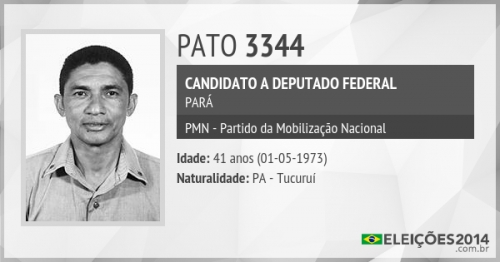 PATO 3344
CANDIDATO A DEPUTADO FEDERAL
PARÁ
PMN - Partido da Mobilização Nacional
Idade: 41 anos (01-05-1973)
Naturalidade: PA - Tucuruí
ELEIÇÕES2014
.com.br